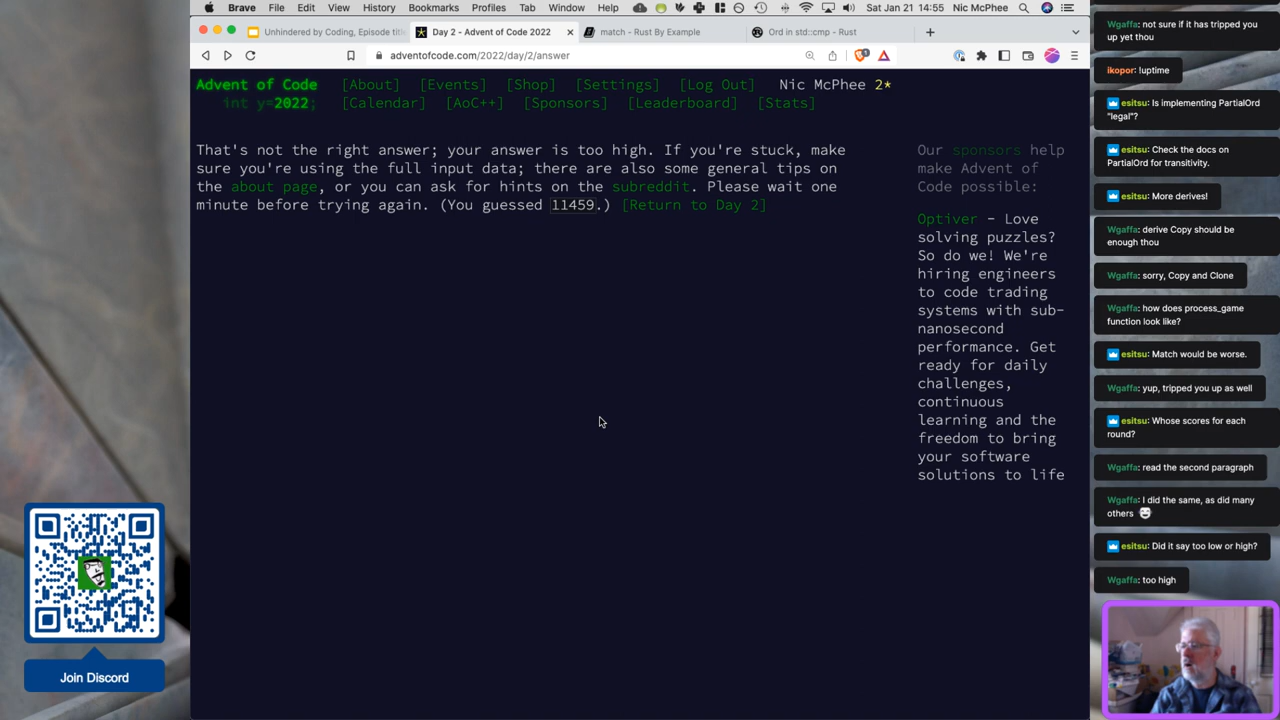 Brave File Edit View History Bookmarks Profiles Tab Window Help Sat Jan 21 14:55 Nic McPhee
Unhindered by Coding, Episode title
Day 2 - Advent of Code 2022
match - Rust By Example
Ord in std::cmp - Rust
adventofcode.com/2022/day/2/answer
Advent of Code [About] [Events] [Shop] [Settings] [Log Out] Nic McPhee 2*
int y=2022; [Calendar] [AoC++] [Sponsors] [Leaderboard] [Stats]
That's not the right answer; your answer is too high. If you're stuck, make
sure you're using the full input data; there are also some general tips on
the about page, or you can ask for hints on the subreddit. Please wait one
minute before trying again. (You guessed 11459.) [Return to Day 2]
Our sponsors help
make Advent of
Code possible:
Optiver - Love
solving puzzles?
So do we! We're
hiring engineers
to code trading
systems with sub-
nanosecond
performance. Get
ready for daily
challenges,
continuous
learning and the
freedom to bring
your software
solutions to life
Wgaffa: not sure if it has tripped you
up yet thou
ikopor: !uptime
esitsu: Is implementing PartialOrd
"legal"?
esitsu: Check the docs on
PartialOrd for transitivity.
esitsu: More derives!
Wgaffa: derive Copy should be
enough thou
Wgaffa: sorry, Copy and Clone
Wgaffa: how does process_game
function look like?
esitsu: Match would be worse.
Wgaffa: yup, tripped you up as well
esitsu: Whose scores for each
round?
Wgaffa: read the second paragraph
Wgaffa: I did the same, as did many
others
esitsu: Did it say too low or high?
Wgaffa: too high
Join Discord